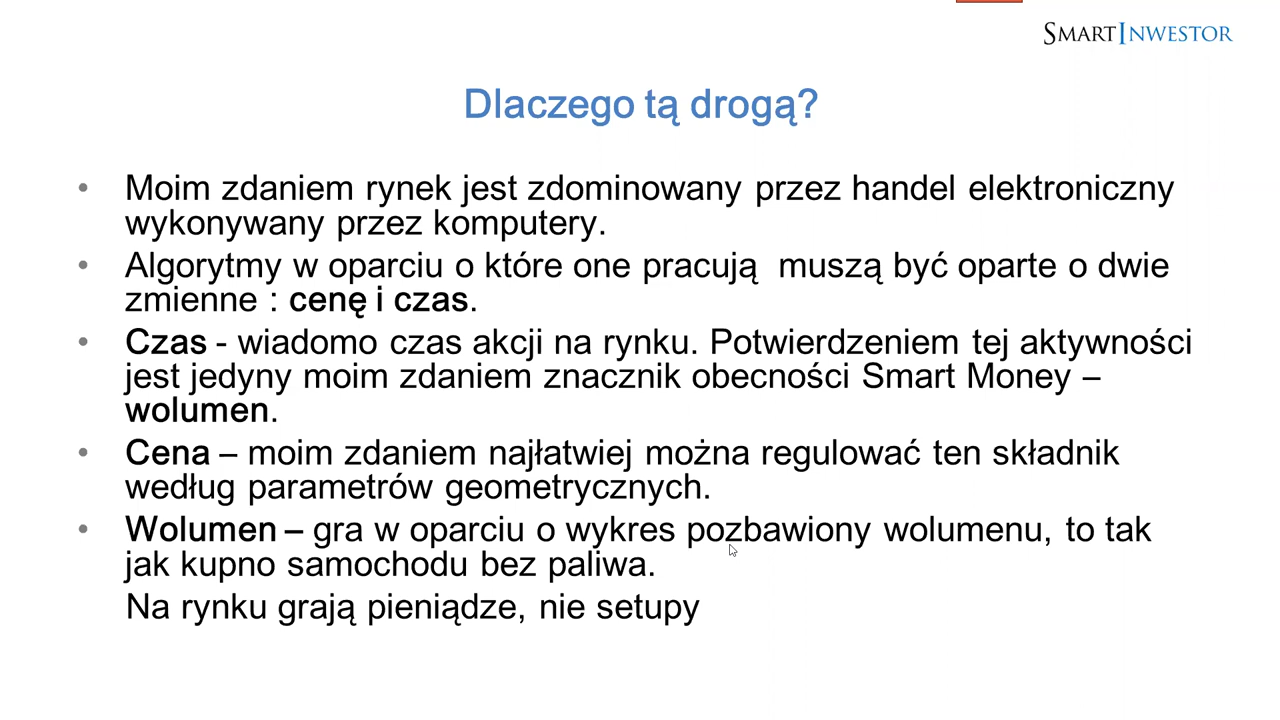 SMARTINWESTOR
Dlaczego tą drogą?
• Moim zdaniem rynek jest zdominowany przez handel elektroniczny
wykonywany przez komputery.
• Algorytmy w oparciu o które one pracują  muszą być oparte o dwie
zmienne : cenę i czas.
• Czas - wiadomo czas akcji na rynku. Potwierdzeniem tej aktywności
jest jedyny moim zdaniem znacznik obecności Smart Money –
wolumen.
• Cena – moim zdaniem najłatwiej można regulować ten składnik
według parametrów geometrycznych.
• Wolumen – gra w oparciu o wykres pozbawiony wolumenu, to tak
jak kupno samochodu bez paliwa.
Na rynku grają pieniądze, nie setupy